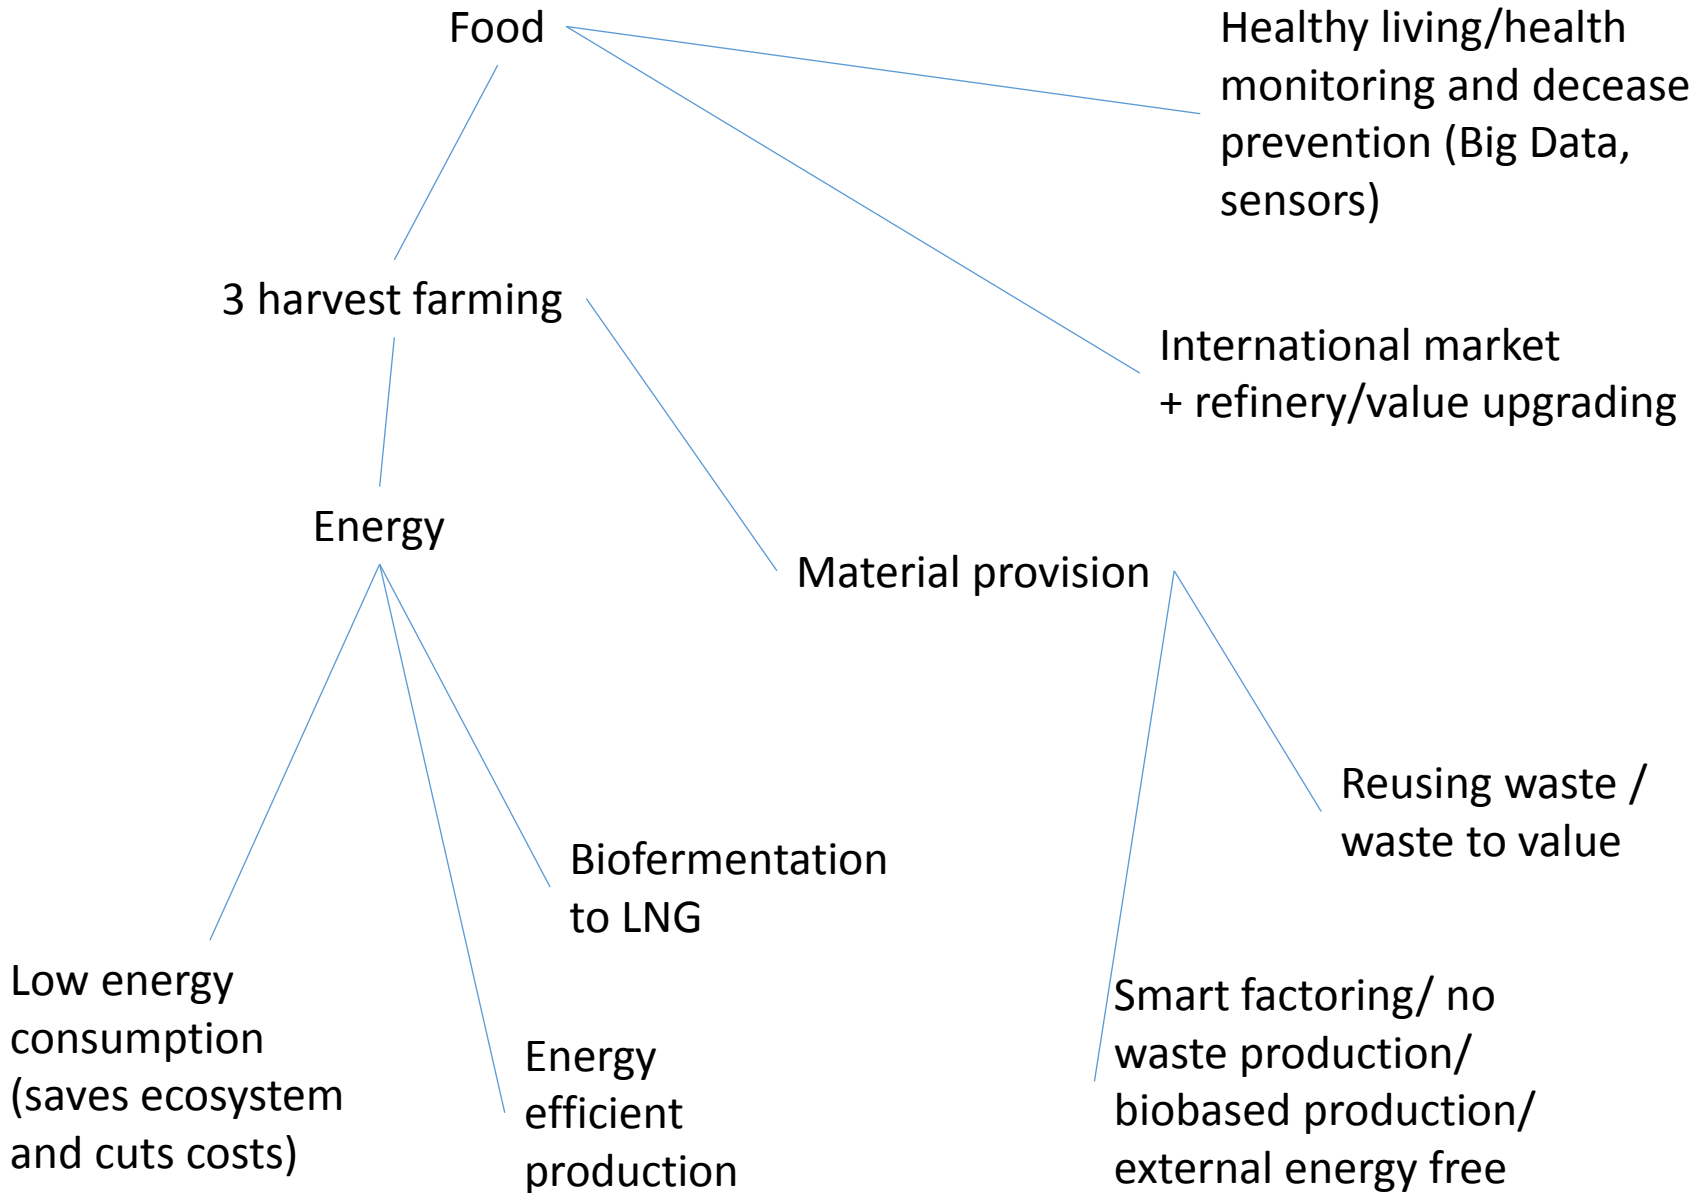 Food
Healthy living/health
monitoring and decease
prevention (Big Data,
sensors)
3 harvest farming
International market
+ refinery/value upgrading
Energy
Material provision
Reusing waste /
waste to value
Biofermentation
to LNG
Low energy
consumption
(saves ecosystem
and cuts costs)
Energy
efficient
production
Smart factoring/ no
waste production/
biobased production/
external energy free